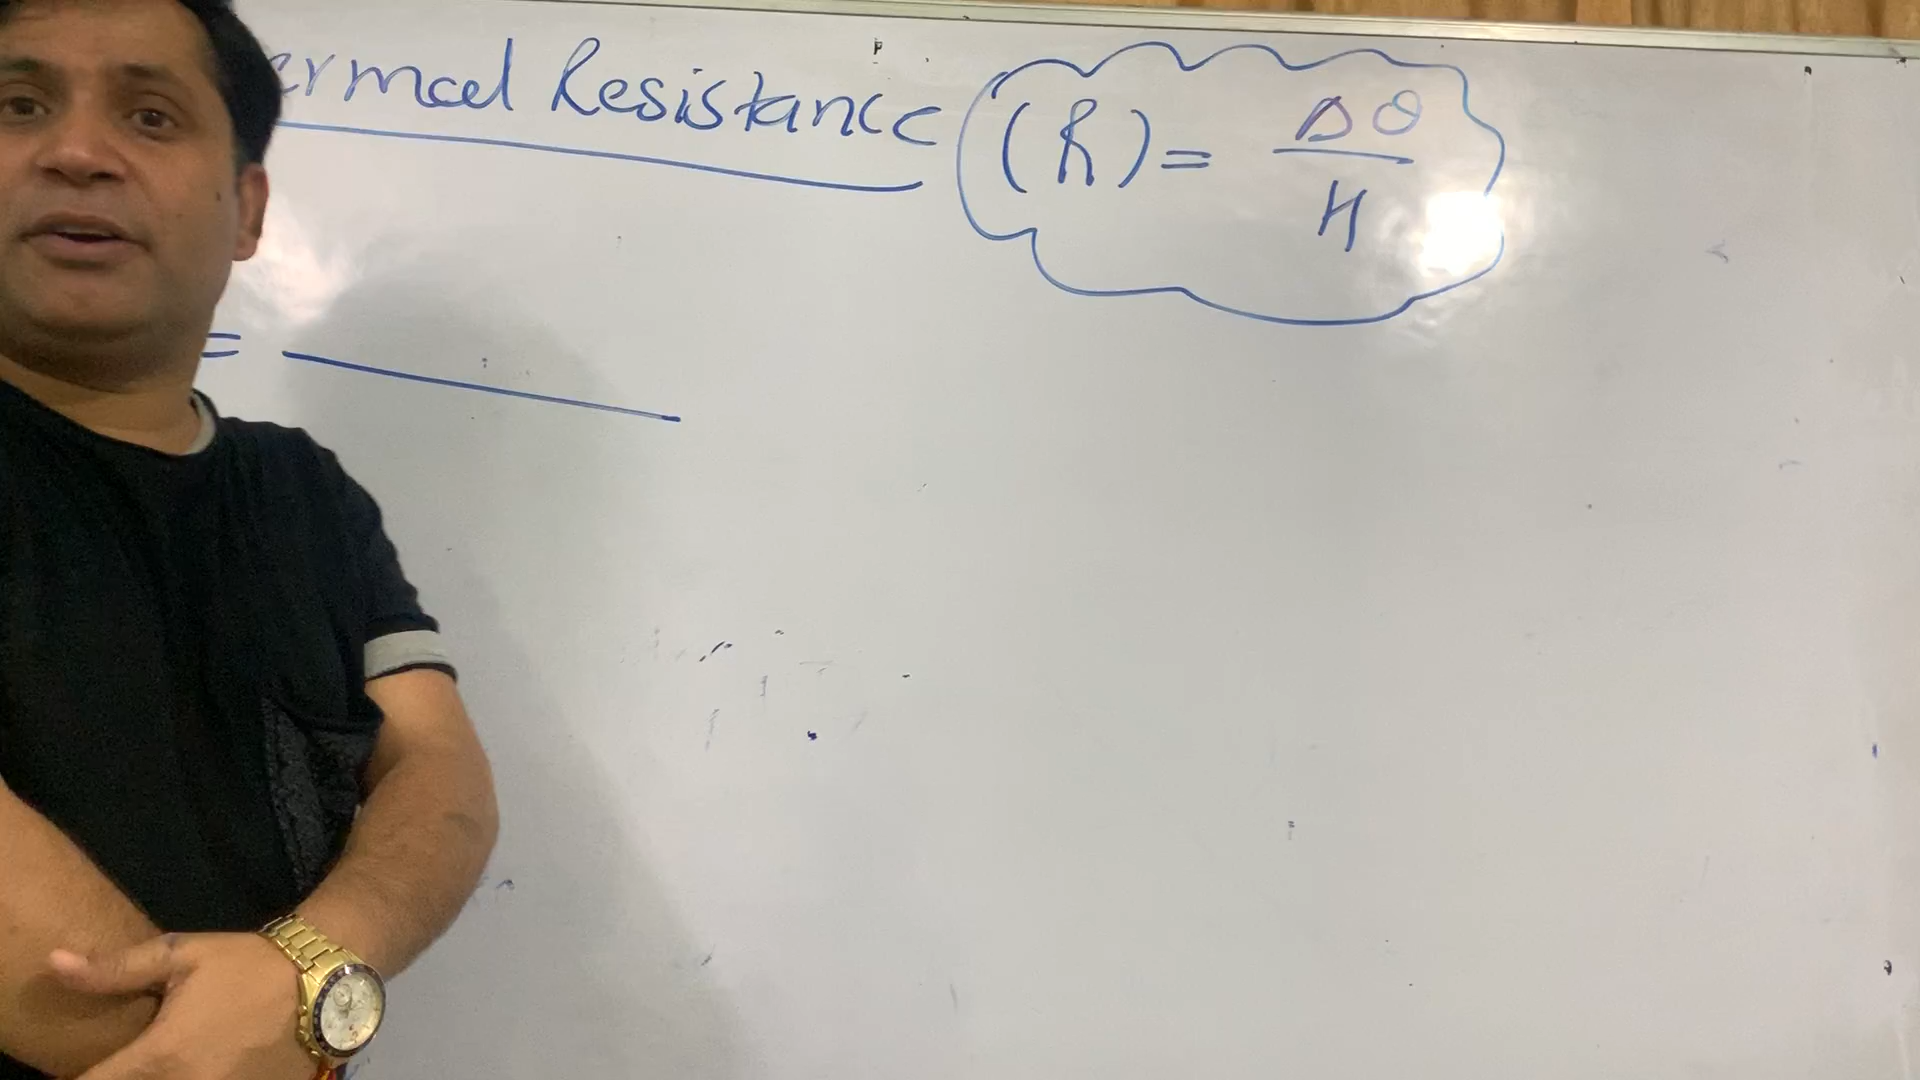 ermal Resistance (R) = Δθ / H
=